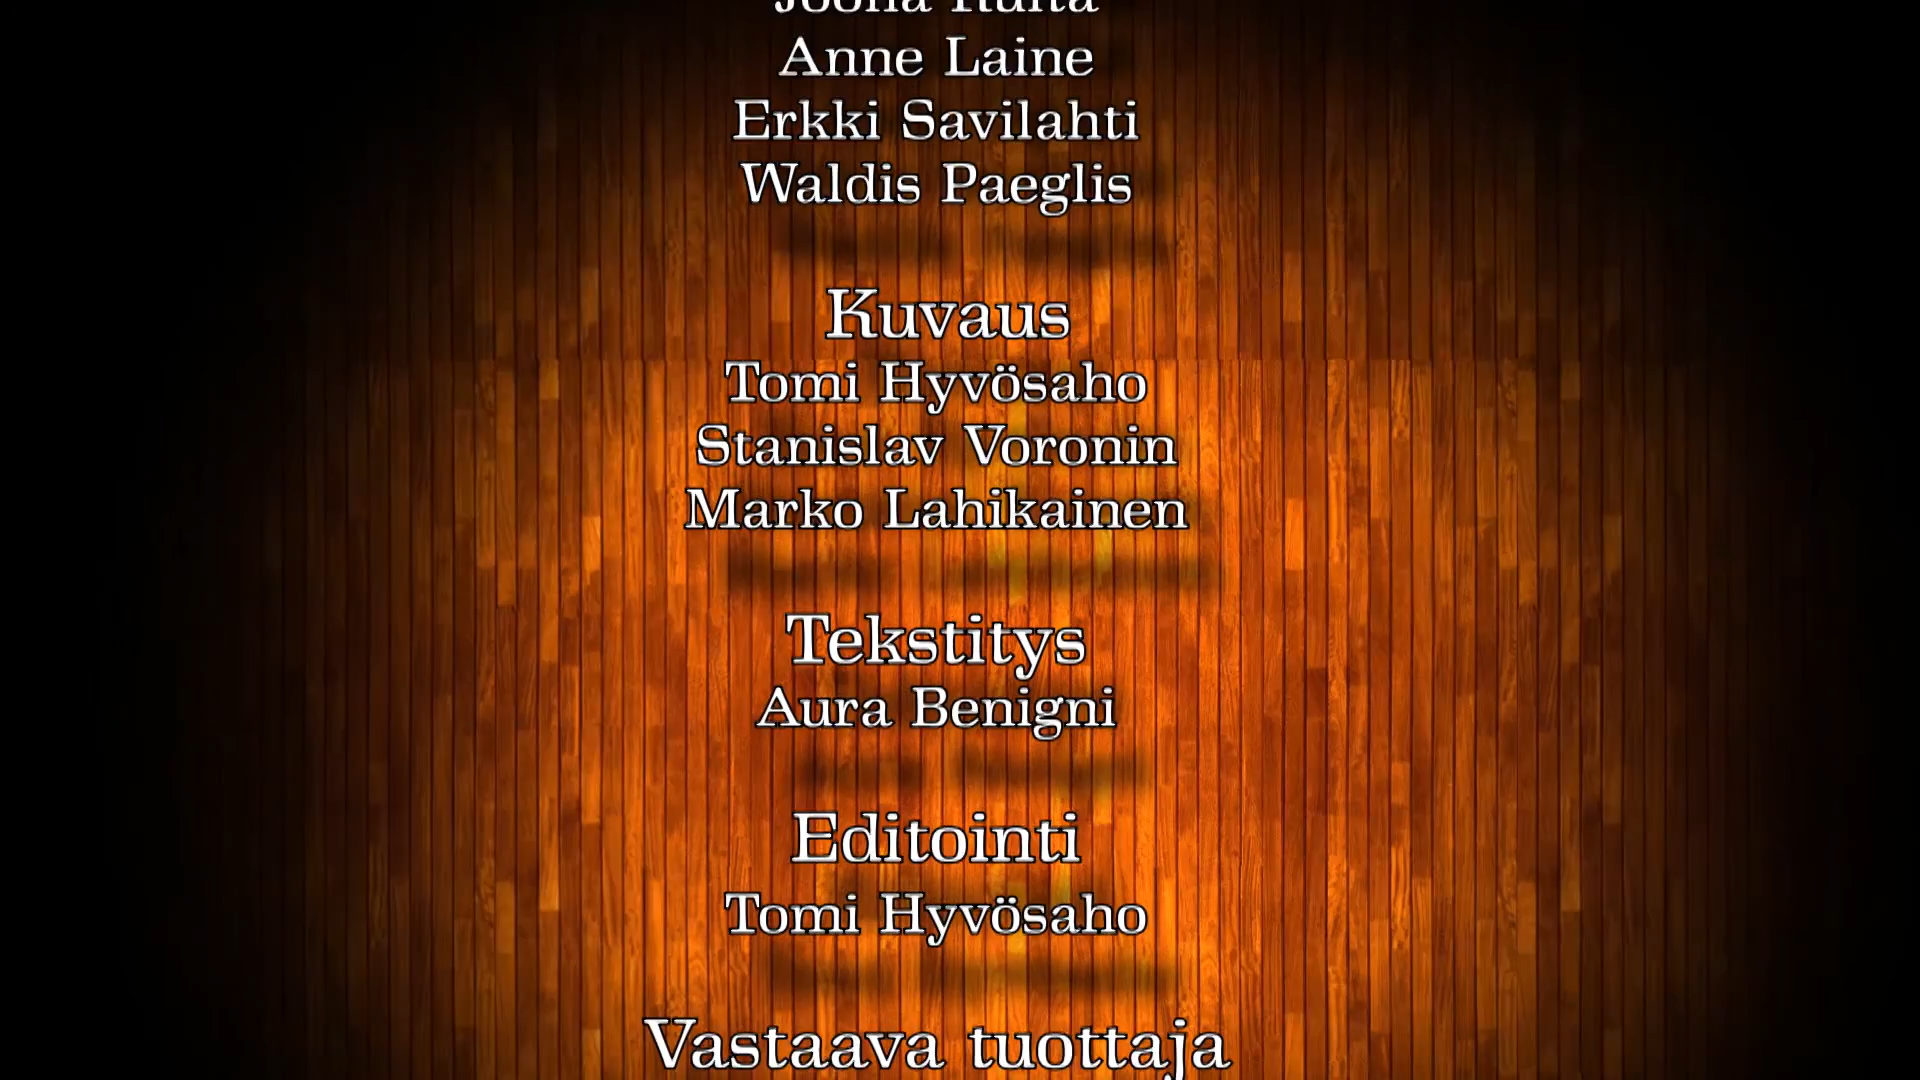 Anne Laine
Erkki Savilahti
Waldis Paeglis
Kuvaus
Tomi Hyvösaho
Stanislav Voronin
Marko Lahikainen
Tekstitys
Aura Benigni
Editointi
Tomi Hyvösaho
Vastaava tuottaja